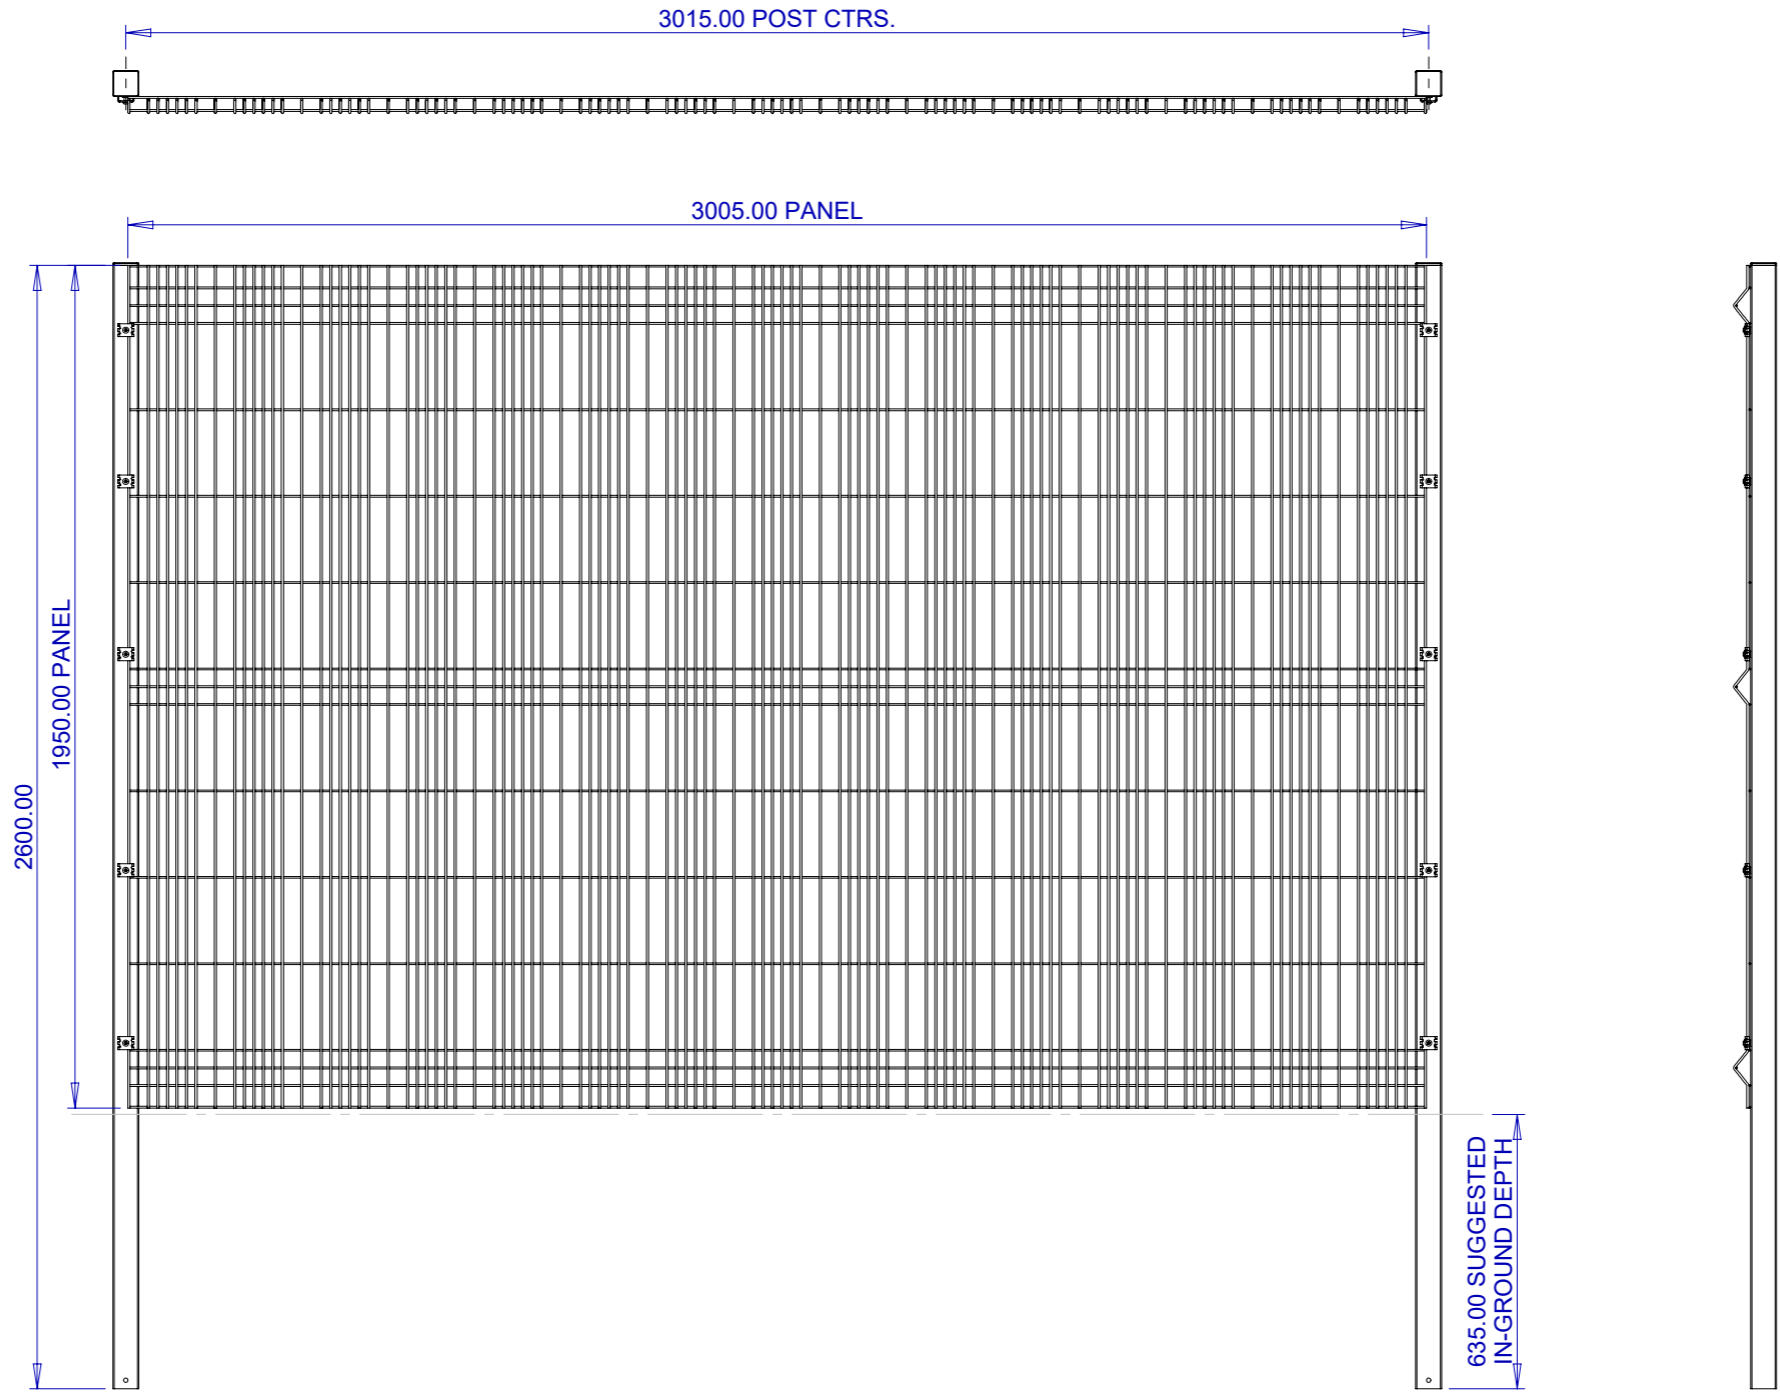 3015.00 POST CTRS.
3005.00 PANEL
1950.00 PANEL
2600.00
635.00 SUGGESTED
IN-GROUND DEPTH